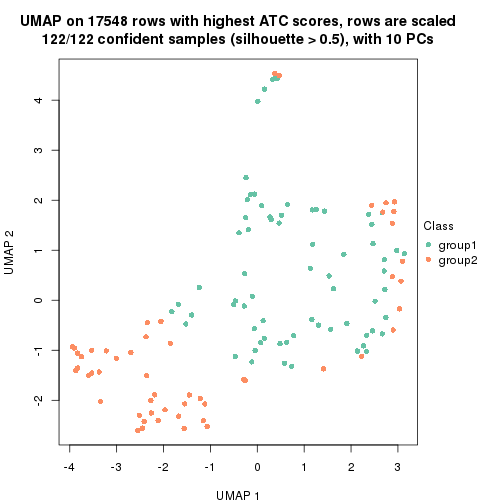 UMAP on 17548 rows with highest ATC scores, rows are scaled
122/122 confident samples (silhouette > 0.5), with 10 PCs
4
3
2
1
0
-1
-2
UMAP 2
-4
-3
-2
-1
0
1
2
3
UMAP 1
Class
group1
group2